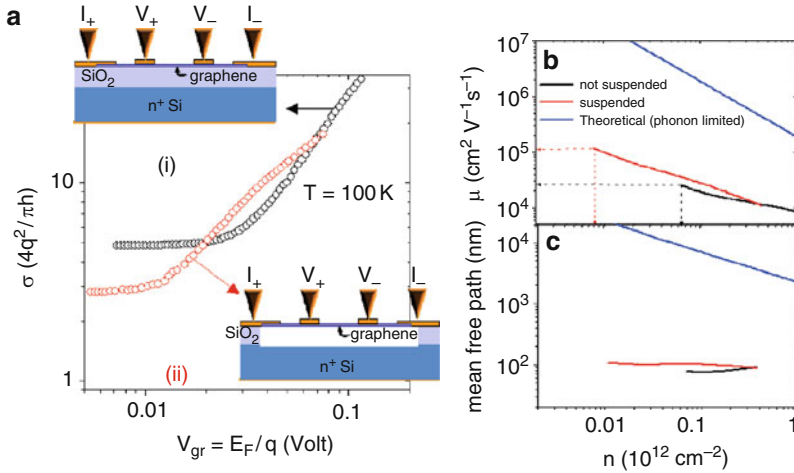 a
I₊ V₊ V₋ I₋
SiO₂
graphene
n⁺ Si
(i)
10
T = 100 K
σ (4q²/πh)
I₊ V₊ V₋ I₋
SiO₂
graphene
n⁺ Si
(ii)
1
0.01 0.1
V_gr = E_F/q (Volt)
b
not suspended
suspended
Theoretical (phonon limited)
10⁷
10⁶
10⁵
10⁴
μ (cm² V⁻¹s⁻¹)
c
10⁴
10³
10²
mean free path (nm)
0.01 0.1 1
n (10¹² cm⁻²)